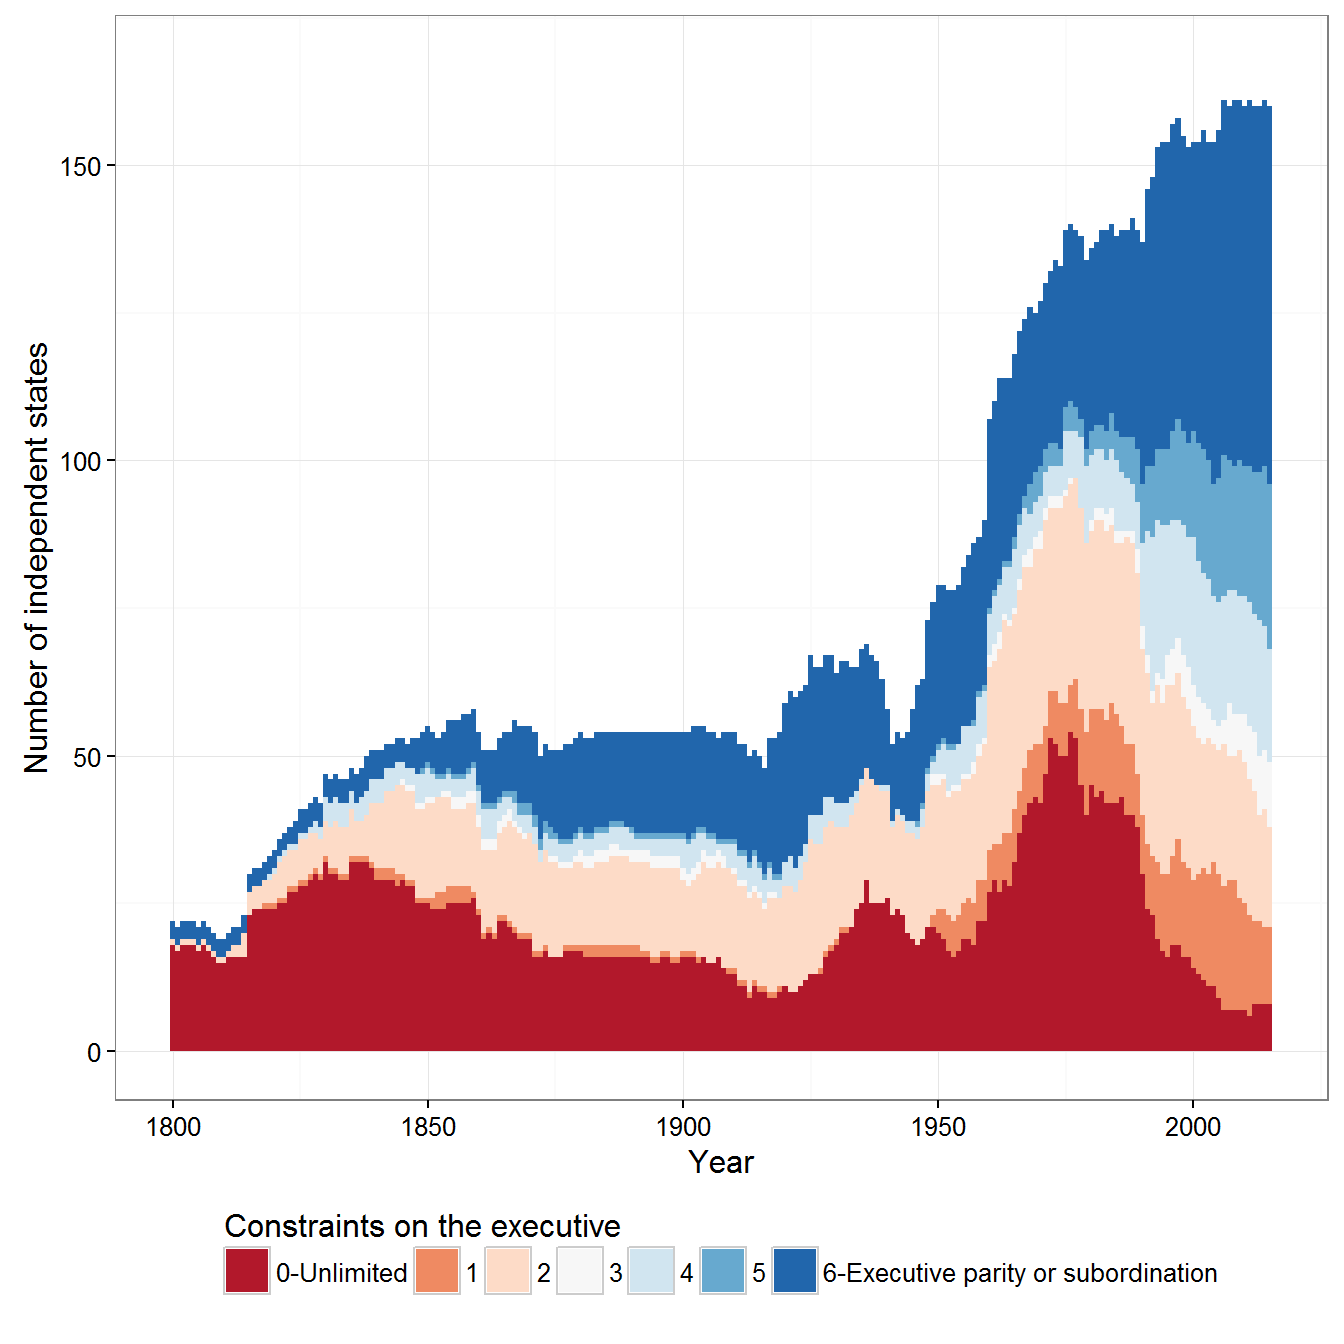 Number of independent states
150
100
50
0
1800 1850 1900 1950 2000
Year
Constraints on the executive
0-Unlimited 1 2 3 4 5 6-Executive parity or subordination